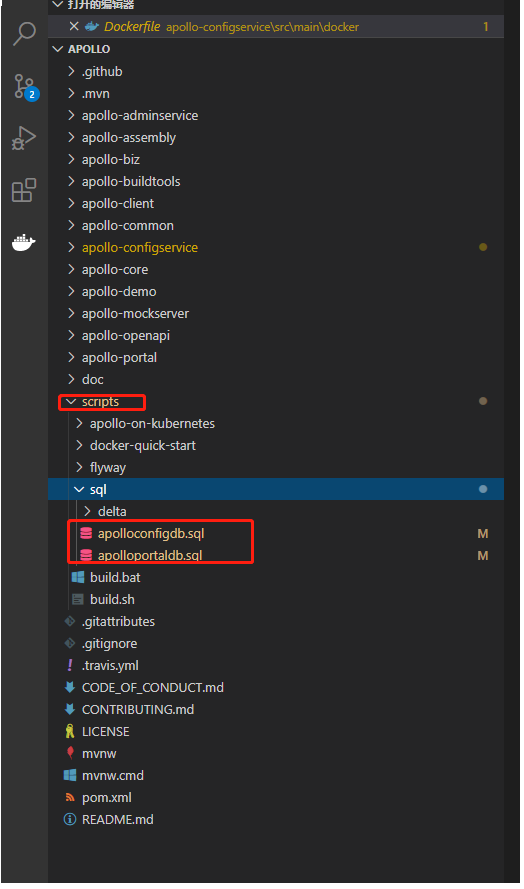 打开的编辑器
Dockerfile apollo-configservice\src\main\docker 1
APOLLO
.github
.mvn
apollo-adminservice
apollo-assembly
apollo-biz
apollo-buildtools
apollo-client
apollo-common
apollo-configservice
apollo-core
apollo-demo
apollo-mockserver
apollo-openapi
apollo-portal
doc
scripts
apollo-on-kubernetes
docker-quick-start
flyway
sql
delta
apolloconfigdb.sql M
apolloportaldb.sql M
build.bat
build.sh
.gitattributes
.gitignore
.travis.yml
CODE_OF_CONDUCT.md
CONTRIBUTING.md
LICENSE
mvnw
mvnw.cmd
pom.xml
README.md
2